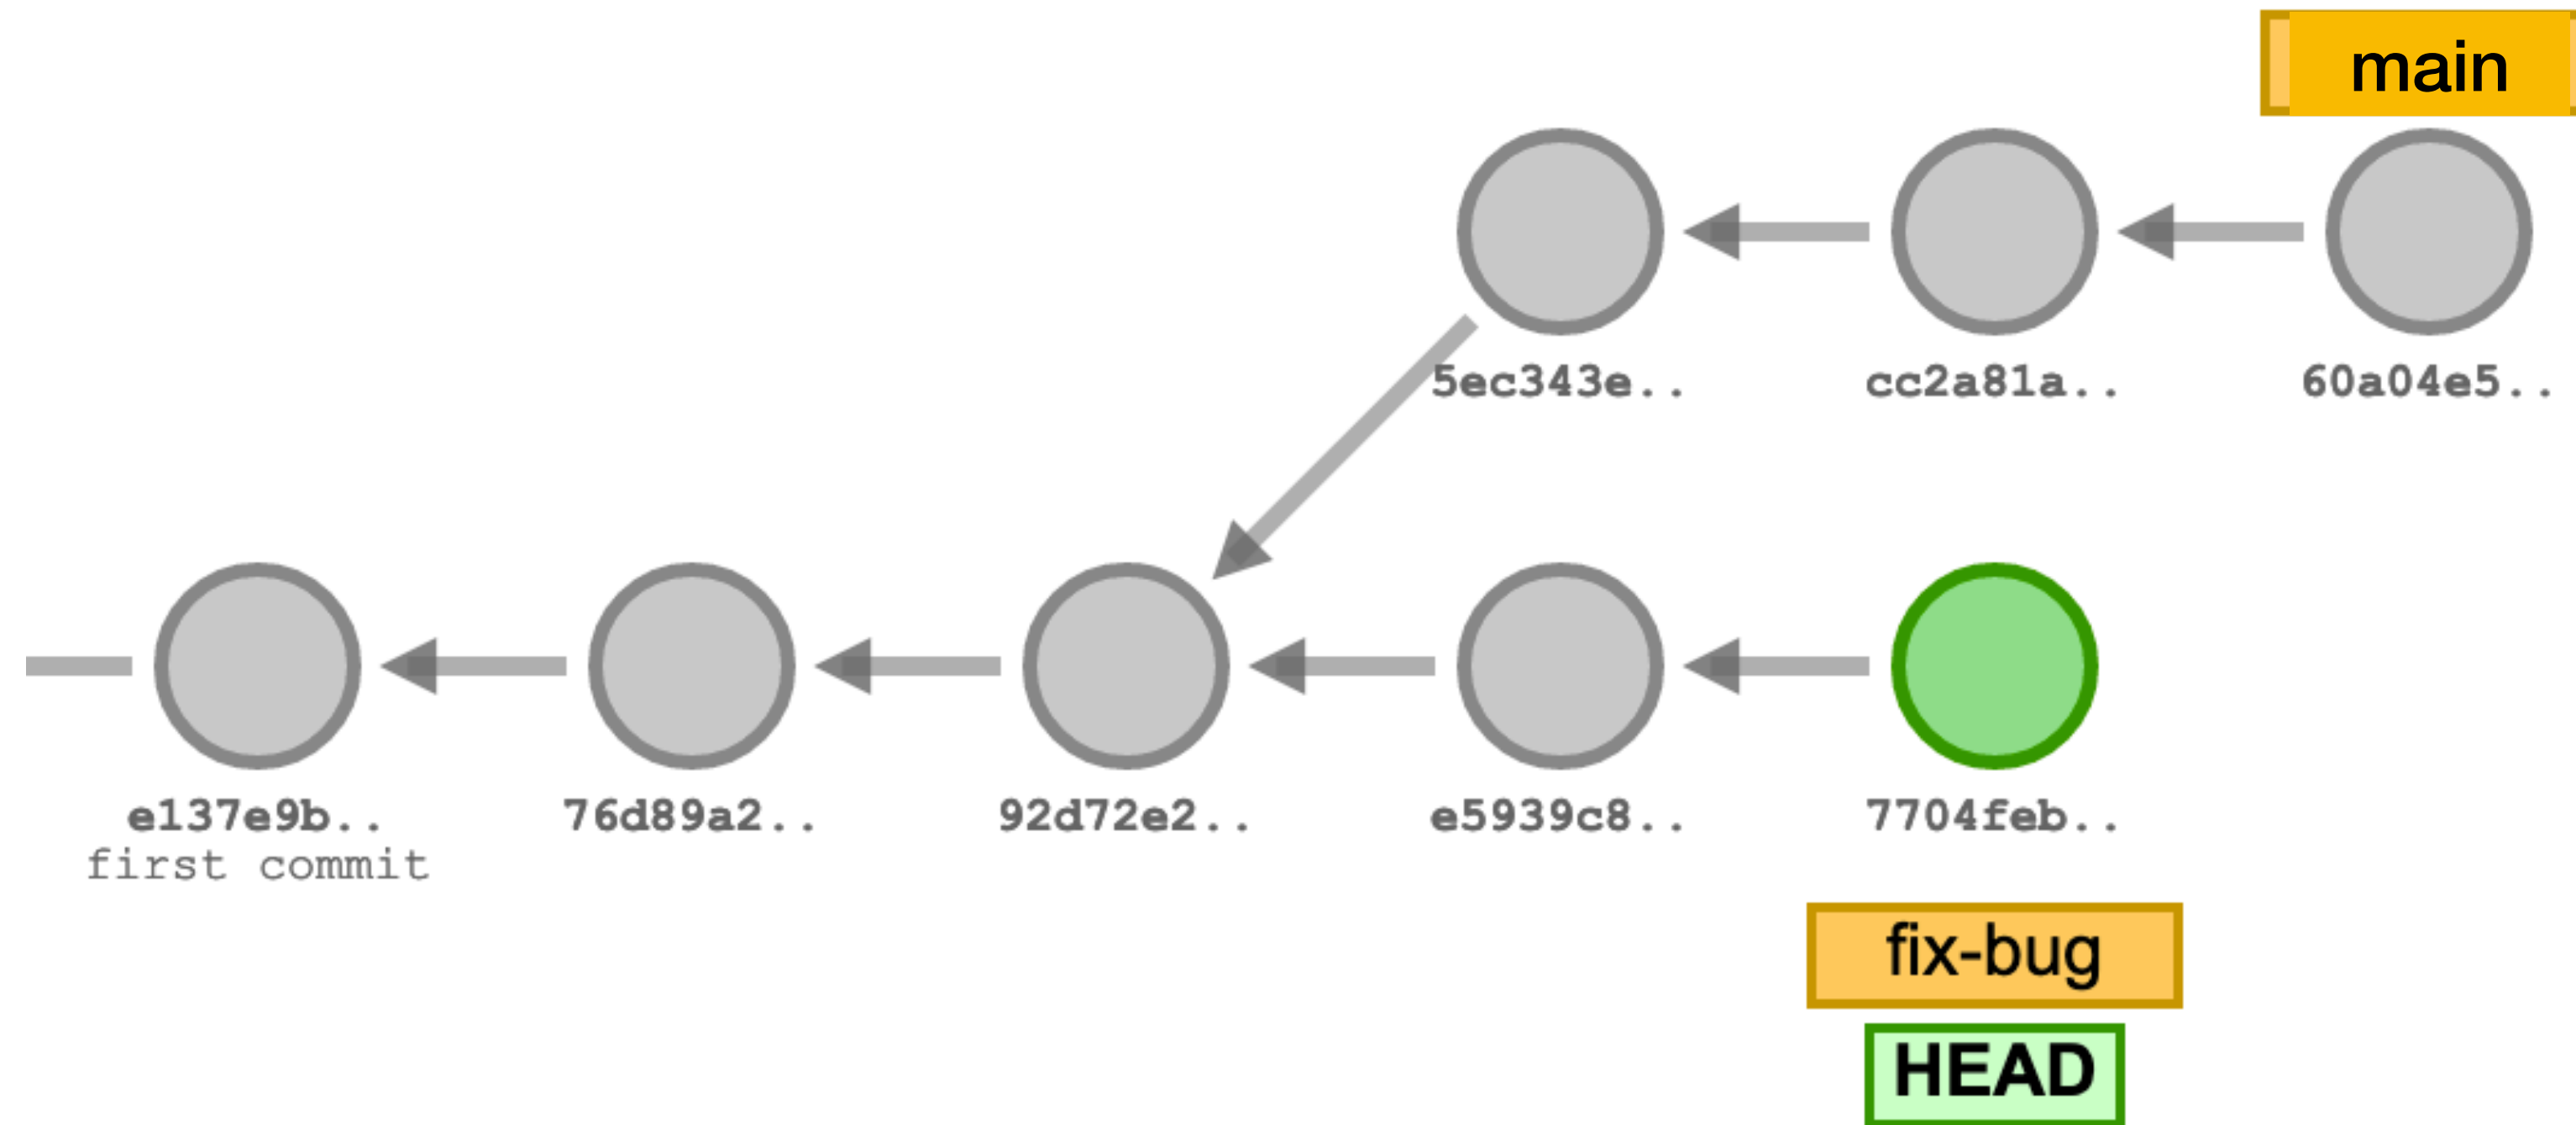 main
5ec343e..
cc2a81a..
60a04e5..
e137e9b..
first commit
76d89a2..
92d72e2..
e5939c8..
7704feb..
fix-bug
HEAD